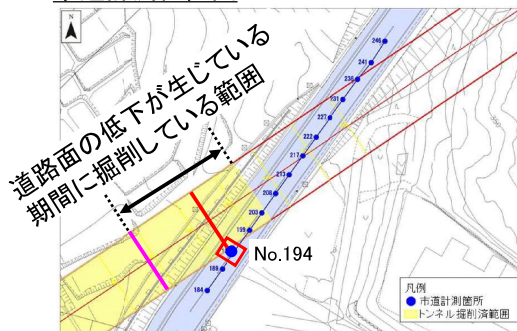 N
道路面の低下が生じている
期間に掘削している範囲
246
241
236
231
227
222
217
213
208
203
199
No.194
189
184
凡例
市道計測箇所
トンネル掘削済範囲